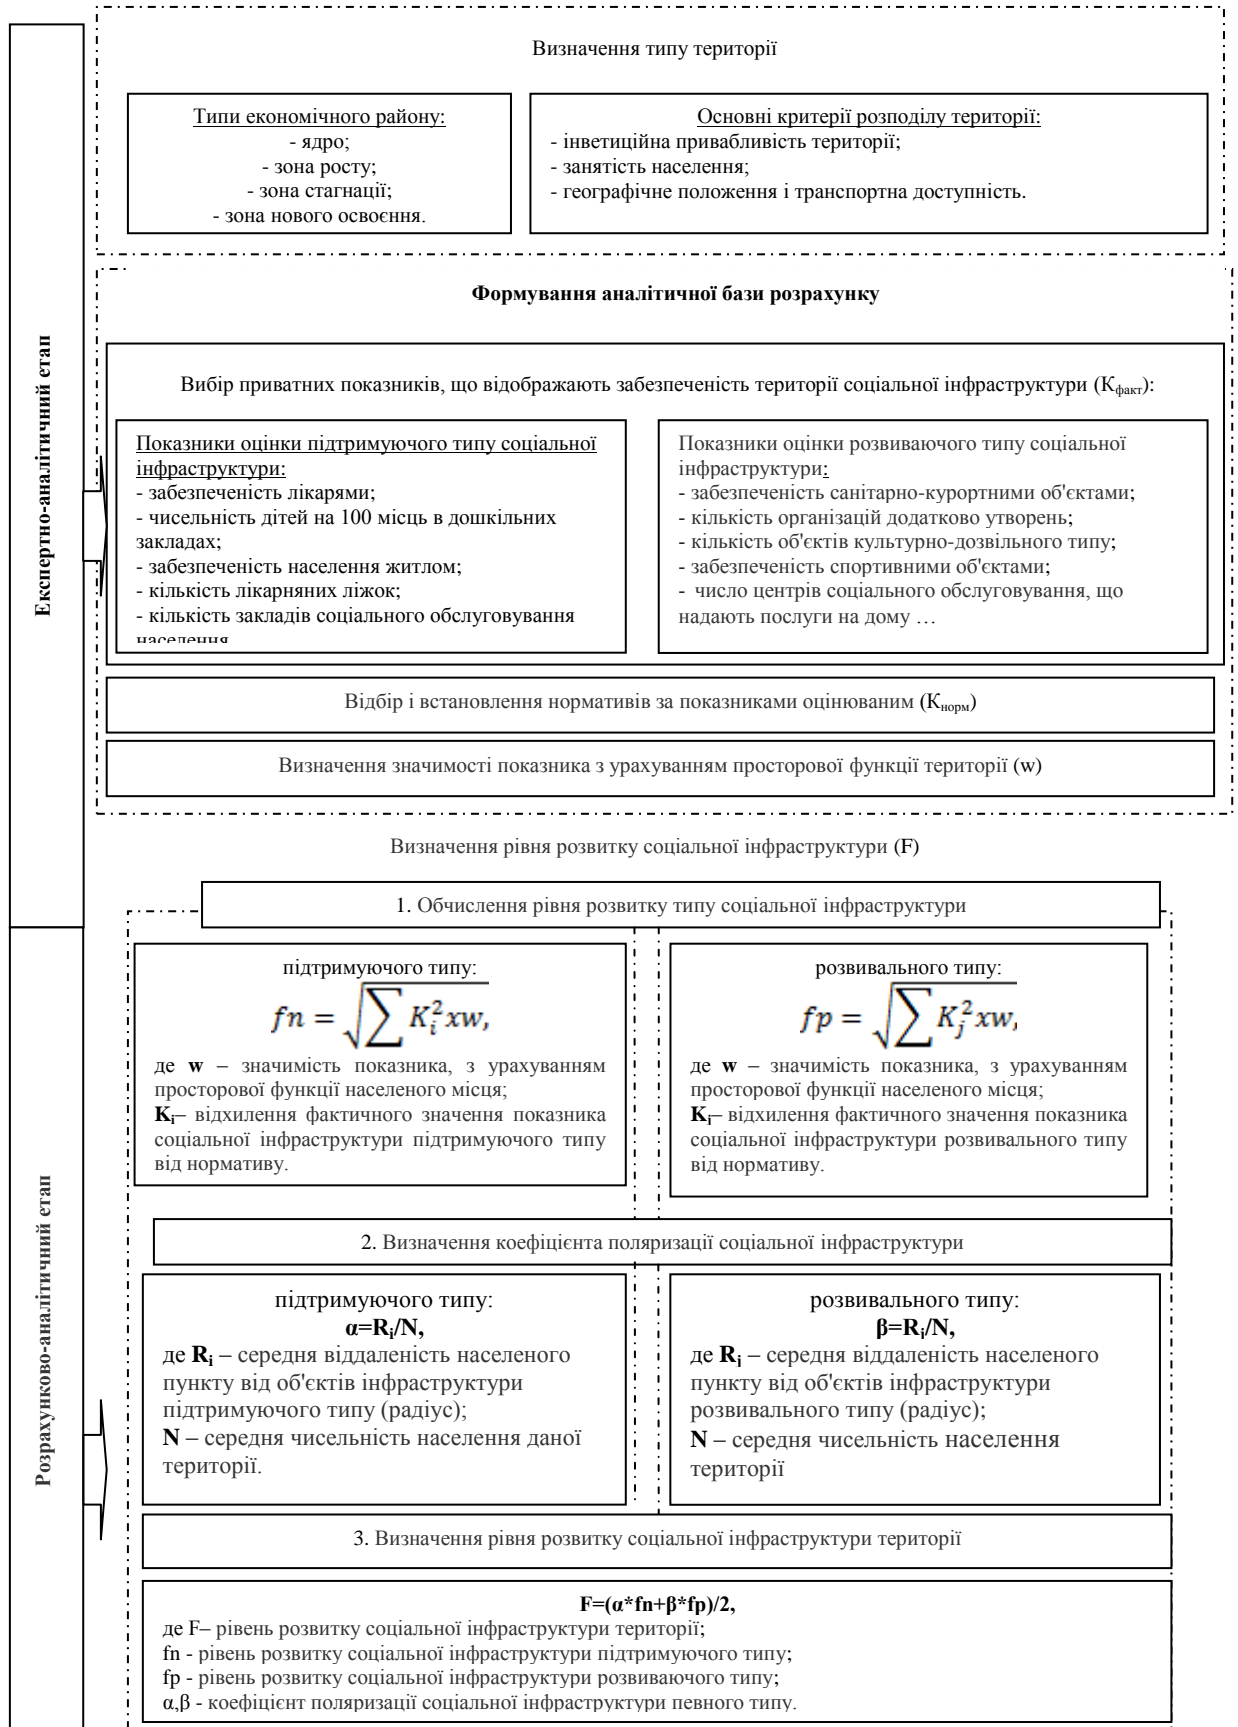 Визначення типу території
Типи економічного району:
- ядро;
- зона росту;
- зона стагнації;
- зона нового освоєння.
Основні критерії розподілу території:
- інветиційна привабливість території;
- занятість населення;
- географічне положення і транспортна доступність.
Експертно-аналітичний етап
Формування аналітичної бази розрахунку
Вибір приватних показників, що відображають забезпеченість території соціальної інфраструктури (Кфакт):
Показники оцінки підтримуючого типу соціальної
інфраструктури:
- забезпеченість лікарями;
- чисельність дітей на 100 місць в дошкільних
закладах;
- забезпеченість населення житлом;
- кількість лікарняних ліжок;
- кількість закладів соціального обслуговування
населення
Показники оцінки розвиваючого типу соціальної
інфраструктури:
- забезпеченість санітарно-курортними об'єктами;
- кількість організацій додатково утворень;
- кількість об'єктів культурно-дозвільного типу;
- забезпеченість спортивними об'єктами;
- число центрів соціального обслуговування, що
надають послуги на дому …
Відбір і встановлення нормативів за показниками оцінюваним (Кнорм)
Визначення значимості показника з урахуванням просторової функції території (w)
Визначення рівня розвитку соціальної інфраструктури (F)
Розрахунково-аналітичний етап
1. Обчислення рівня розвитку типу соціальної інфраструктури
підтримуючого типу:
fn = √∑ K_i^2 xw,
де w – значимість показника, з урахуванням
просторової функції населеного місця;
Ki– відхилення фактичного значення показника
соціальної інфраструктури підтримуючого типу
від нормативу.
розвивального типу:
fp = √∑ K_j^2 xw,
де w – значимість показника, з урахуванням
просторової функції населеного місця;
Ki– відхилення фактичного значення показника
соціальної інфраструктури розвивального типу
від нормативу.
2. Визначення коефіцієнта поляризації соціальної інфраструктури
підтримуючого типу:
α=Ri/N,
де Ri – середня віддаленість населеного
пункту від об'єктів інфраструктури
підтримуючого типу (радіус);
N – середня чисельність населення даної
території.
розвивального типу:
β=Ri/N,
де Ri – середня віддаленість населеного
пункту від об'єктів інфраструктури
розвивального типу (радіус);
N – середня чисельність населення
території
3. Визначення рівня розвитку соціальної інфраструктури території
F=(α*fn+β*fp)/2,
де F– рівень розвитку соціальної інфраструктури території;
fn - рівень розвитку соціальної інфраструктури підтримуючого типу;
fp - рівень розвитку соціальної інфраструктури розвиваючого типу;
α,β - коефіцієнт поляризації соціальної інфраструктури певного типу.